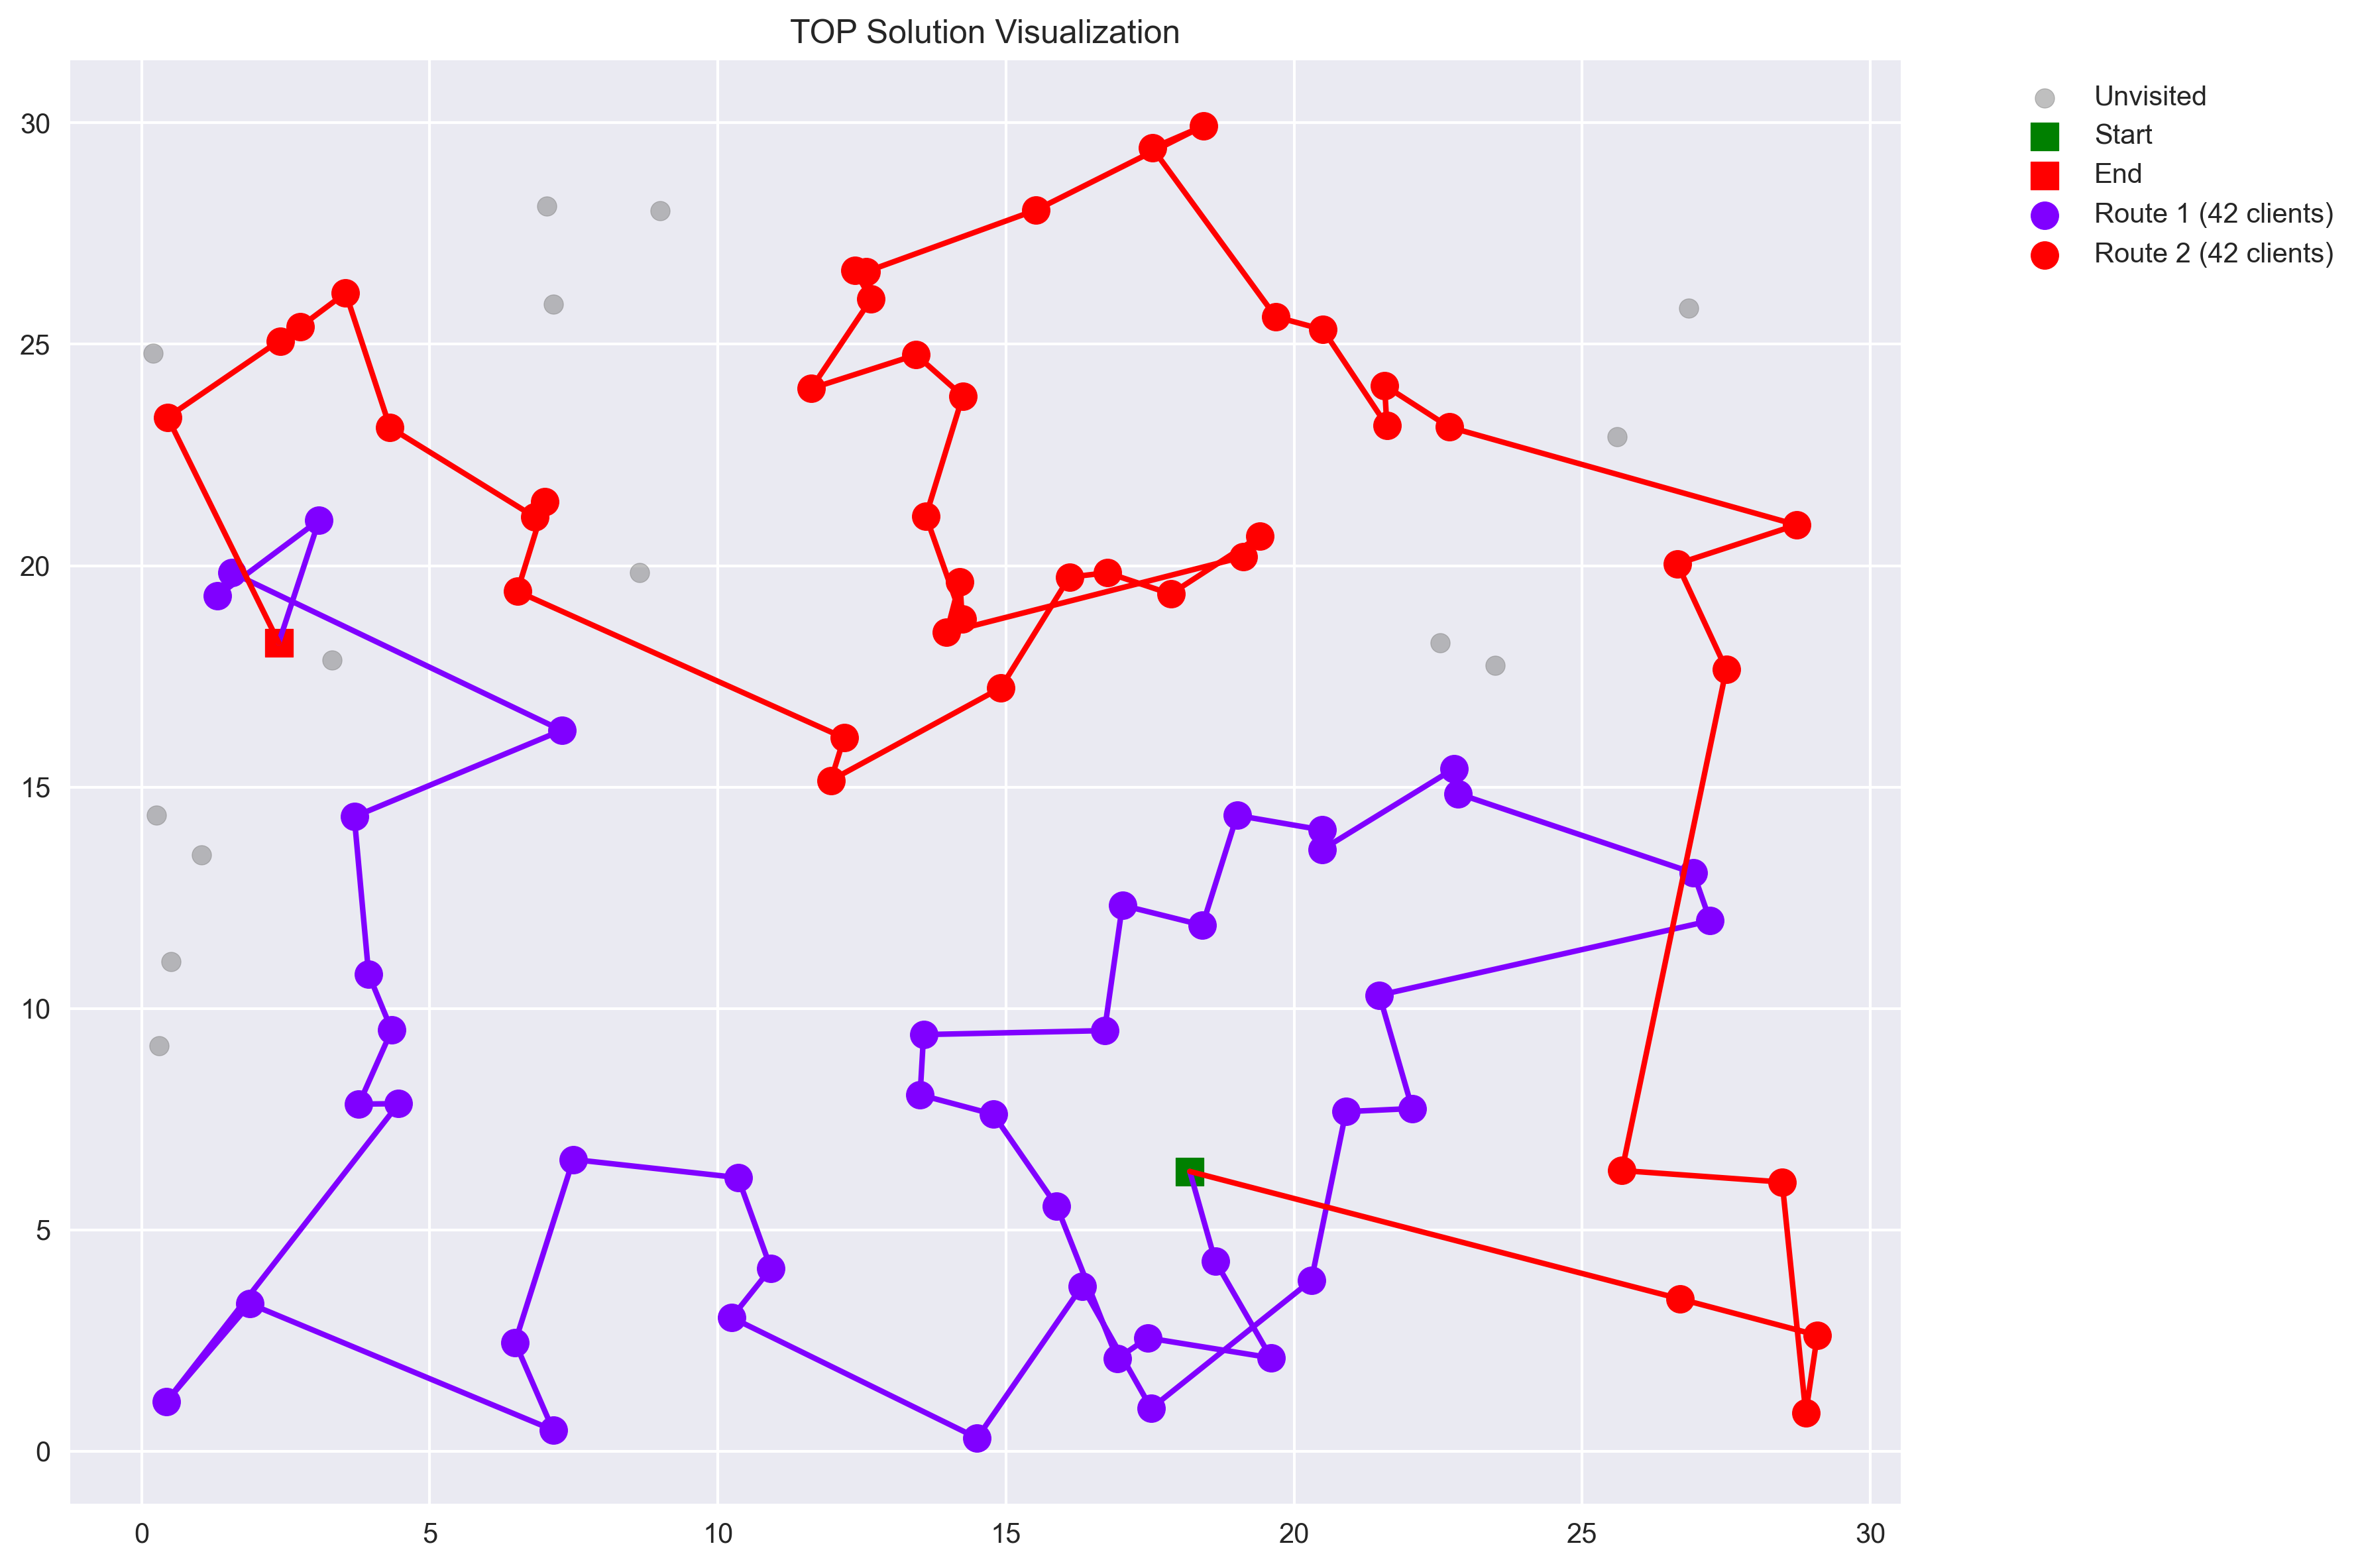 TOP Solution Visualization
30
25
20
15
10
5
0
0 5 10 15 20 25 30
Unvisited
Start
End
Route 1 (42 clients)
Route 2 (42 clients)